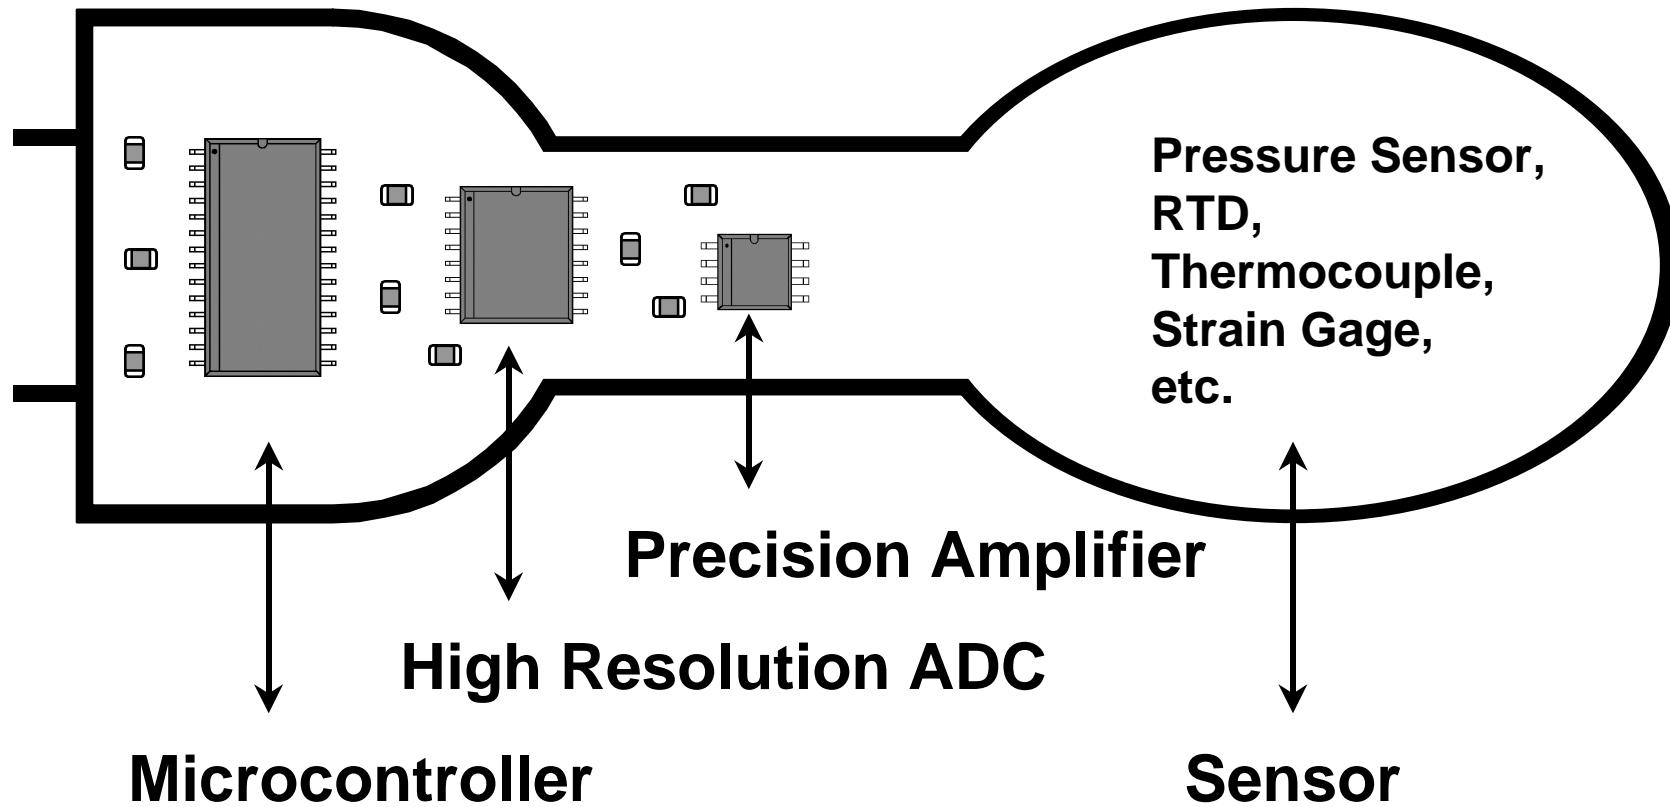 Pressure Sensor,
RTD,
Thermocouple,
Strain Gage,
etc.
Precision Amplifier
High Resolution ADC
Microcontroller
Sensor